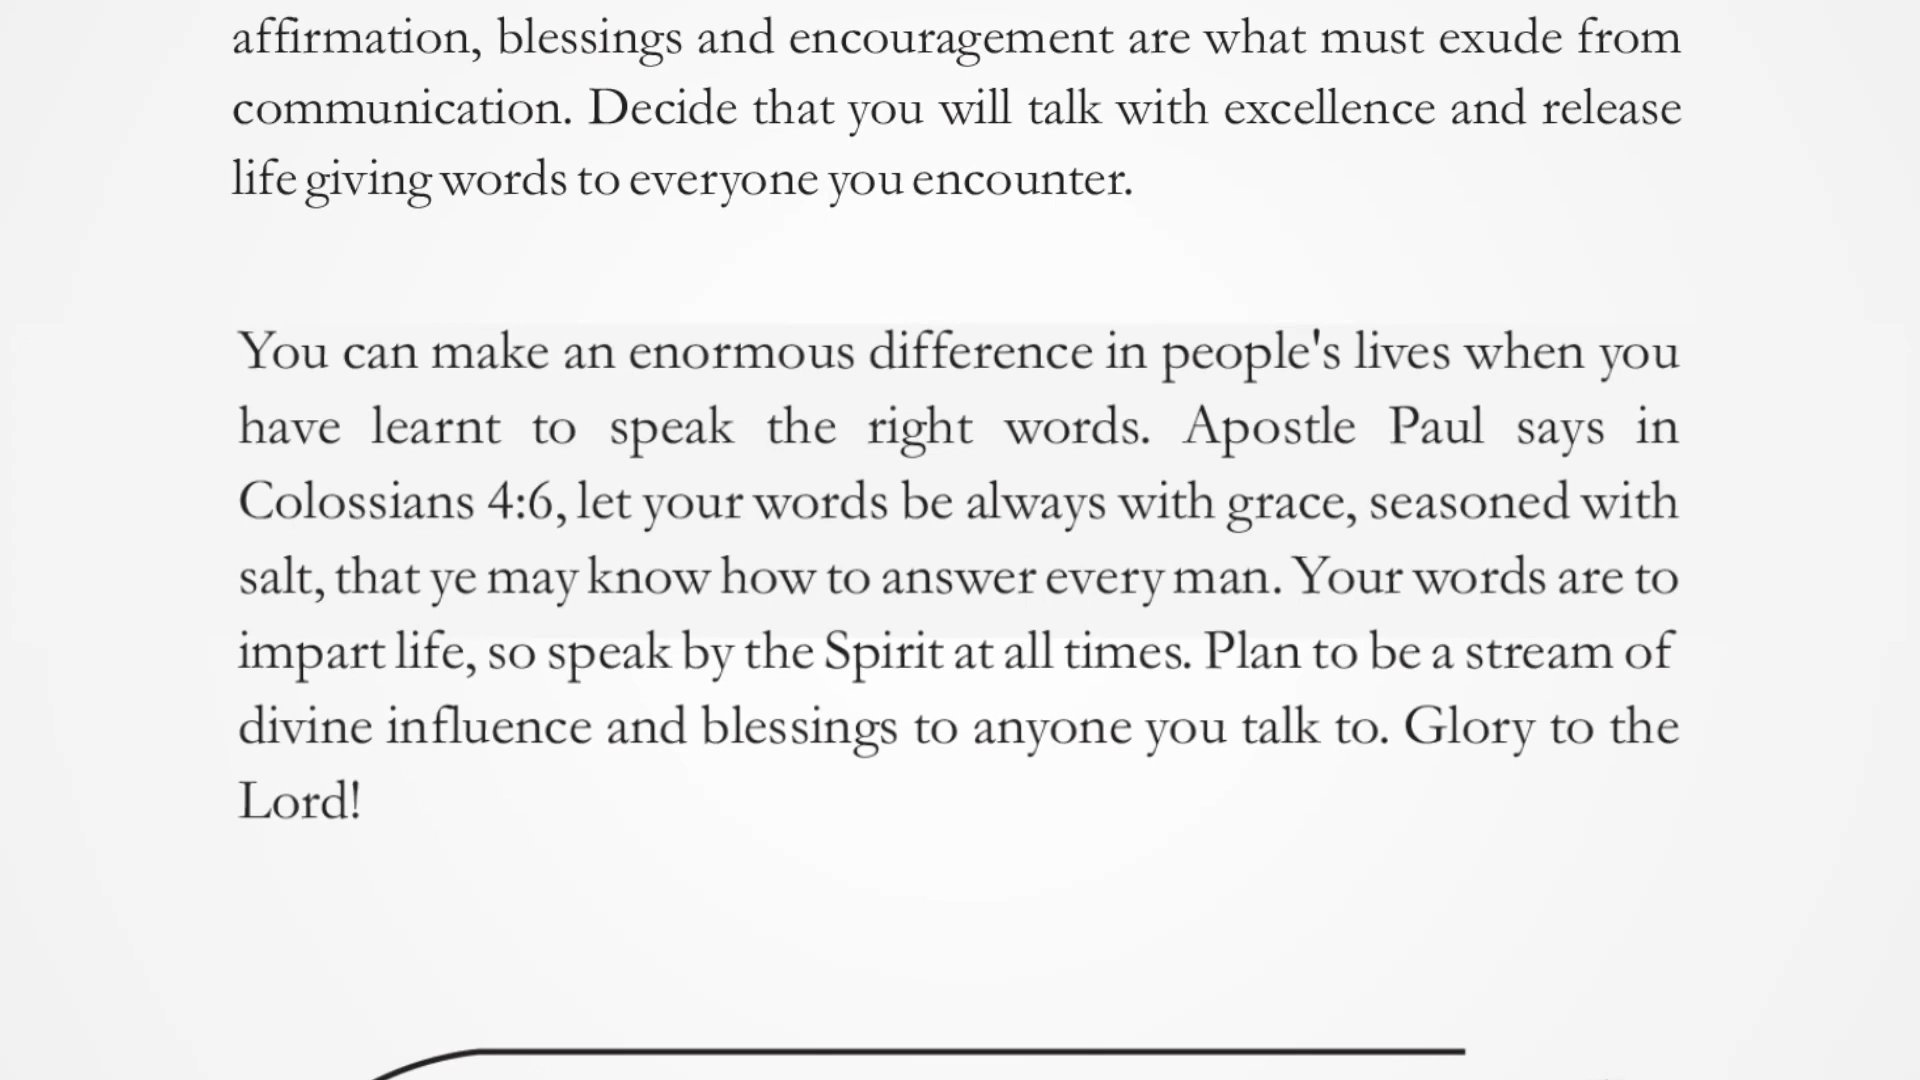 affirmation, blessings and encouragement are what must exude from
communication. Decide that you will talk with excellence and release
life giving words to everyone you encounter.
You can make an enormous difference in people's lives when you
have learnt to speak the right words. Apostle Paul says in
Colossians 4:6, let your words be always with grace, seasoned with
salt, that ye may know how to answer every man. Your words are to
impart life, so speak by the Spirit at all times. Plan to be a stream of
divine influence and blessings to anyone you talk to. Glory to the
Lord!